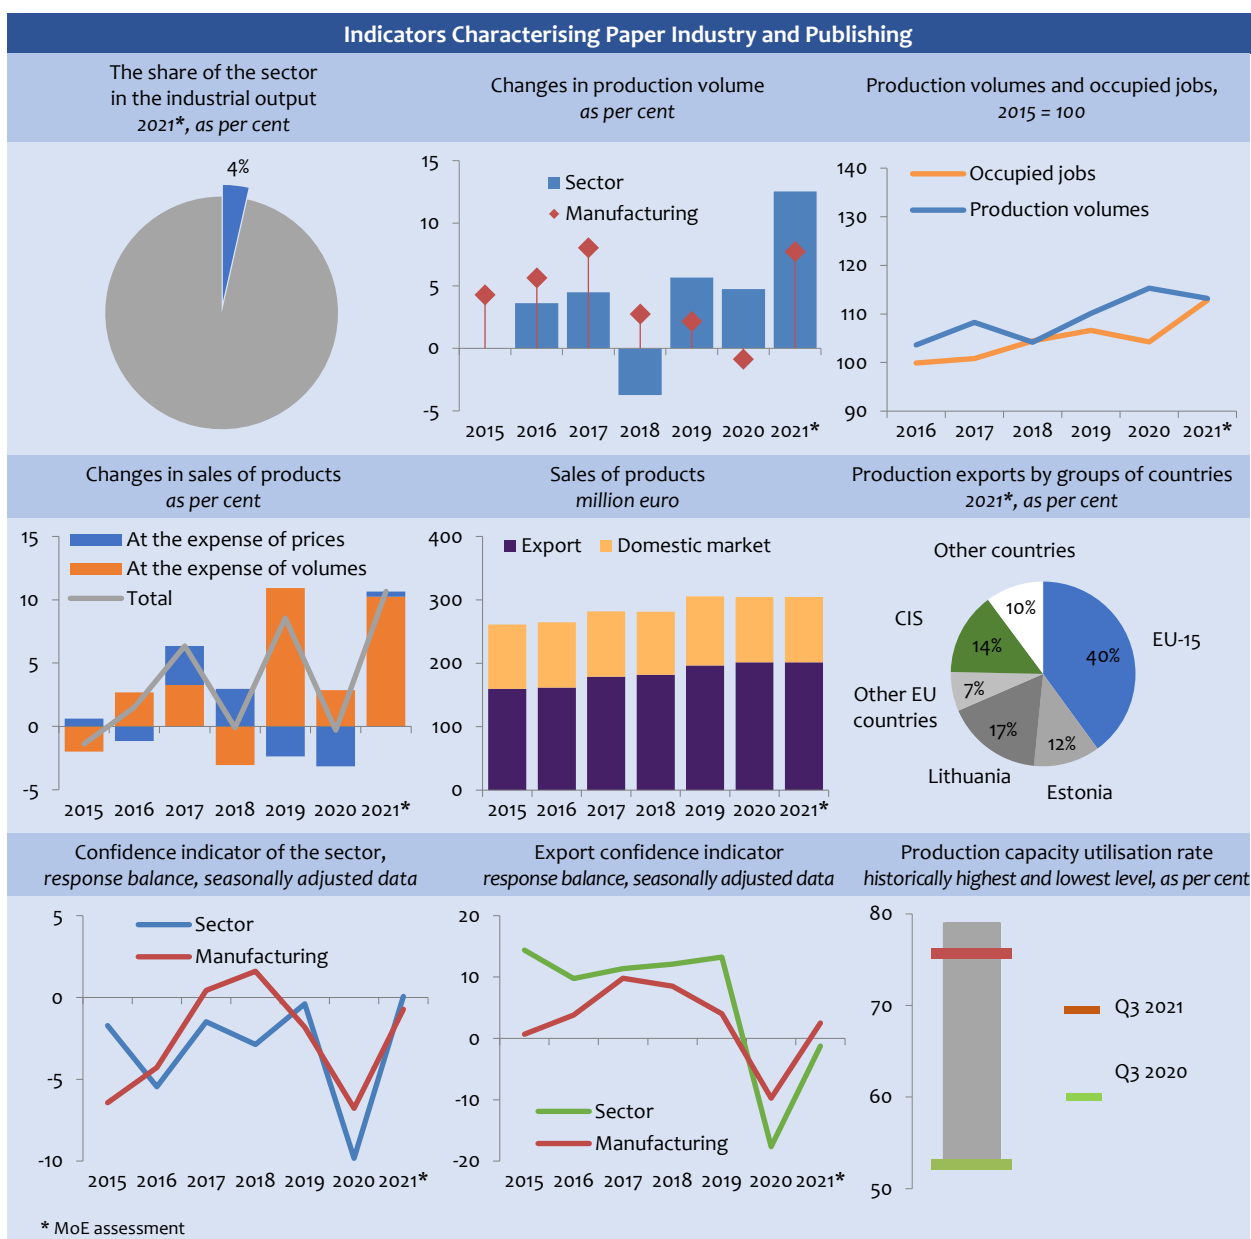 Indicators Characterising Paper Industry and Publishing
The share of the sector
in the industrial output
2021*, as per cent
4%
Changes in production volume
as per cent
15
10
5
0
-5
Sector
Manufacturing
2015 2016 2017 2018 2019 2020 2021*
Production volumes and occupied jobs,
2015 = 100
140
130
120
110
100
90
Occupied jobs
Production volumes
2016 2017 2018 2019 2020 2021*
Changes in sales of products
as per cent
15
10
5
0
-5
At the expense of prices
At the expense of volumes
Total
2015 2016 2017 2018 2019 2020 2021*
Sales of products
million euro
400
300
200
100
0
Export
Domestic market
2015 2016 2017 2018 2019 2020 2021*
Production exports by groups of countries
2021*, as per cent
Other countries
10%
CIS
14%
EU-15
40%
Other EU
countries
7%
17%
12%
Lithuania
Estonia
Confidence indicator of the sector,
response balance, seasonally adjusted data
5
0
-5
-10
Sector
Manufacturing
2015 2016 2017 2018 2019 2020 2021*
Export confidence indicator
response balance, seasonally adjusted data
20
10
0
-10
-20
Sector
Manufacturing
2015 2016 2017 2018 2019 2020 2021*
Production capacity utilisation rate
historically highest and lowest level, as per cent
80
70
60
50
Q3 2021
Q3 2020
* MoE assessment